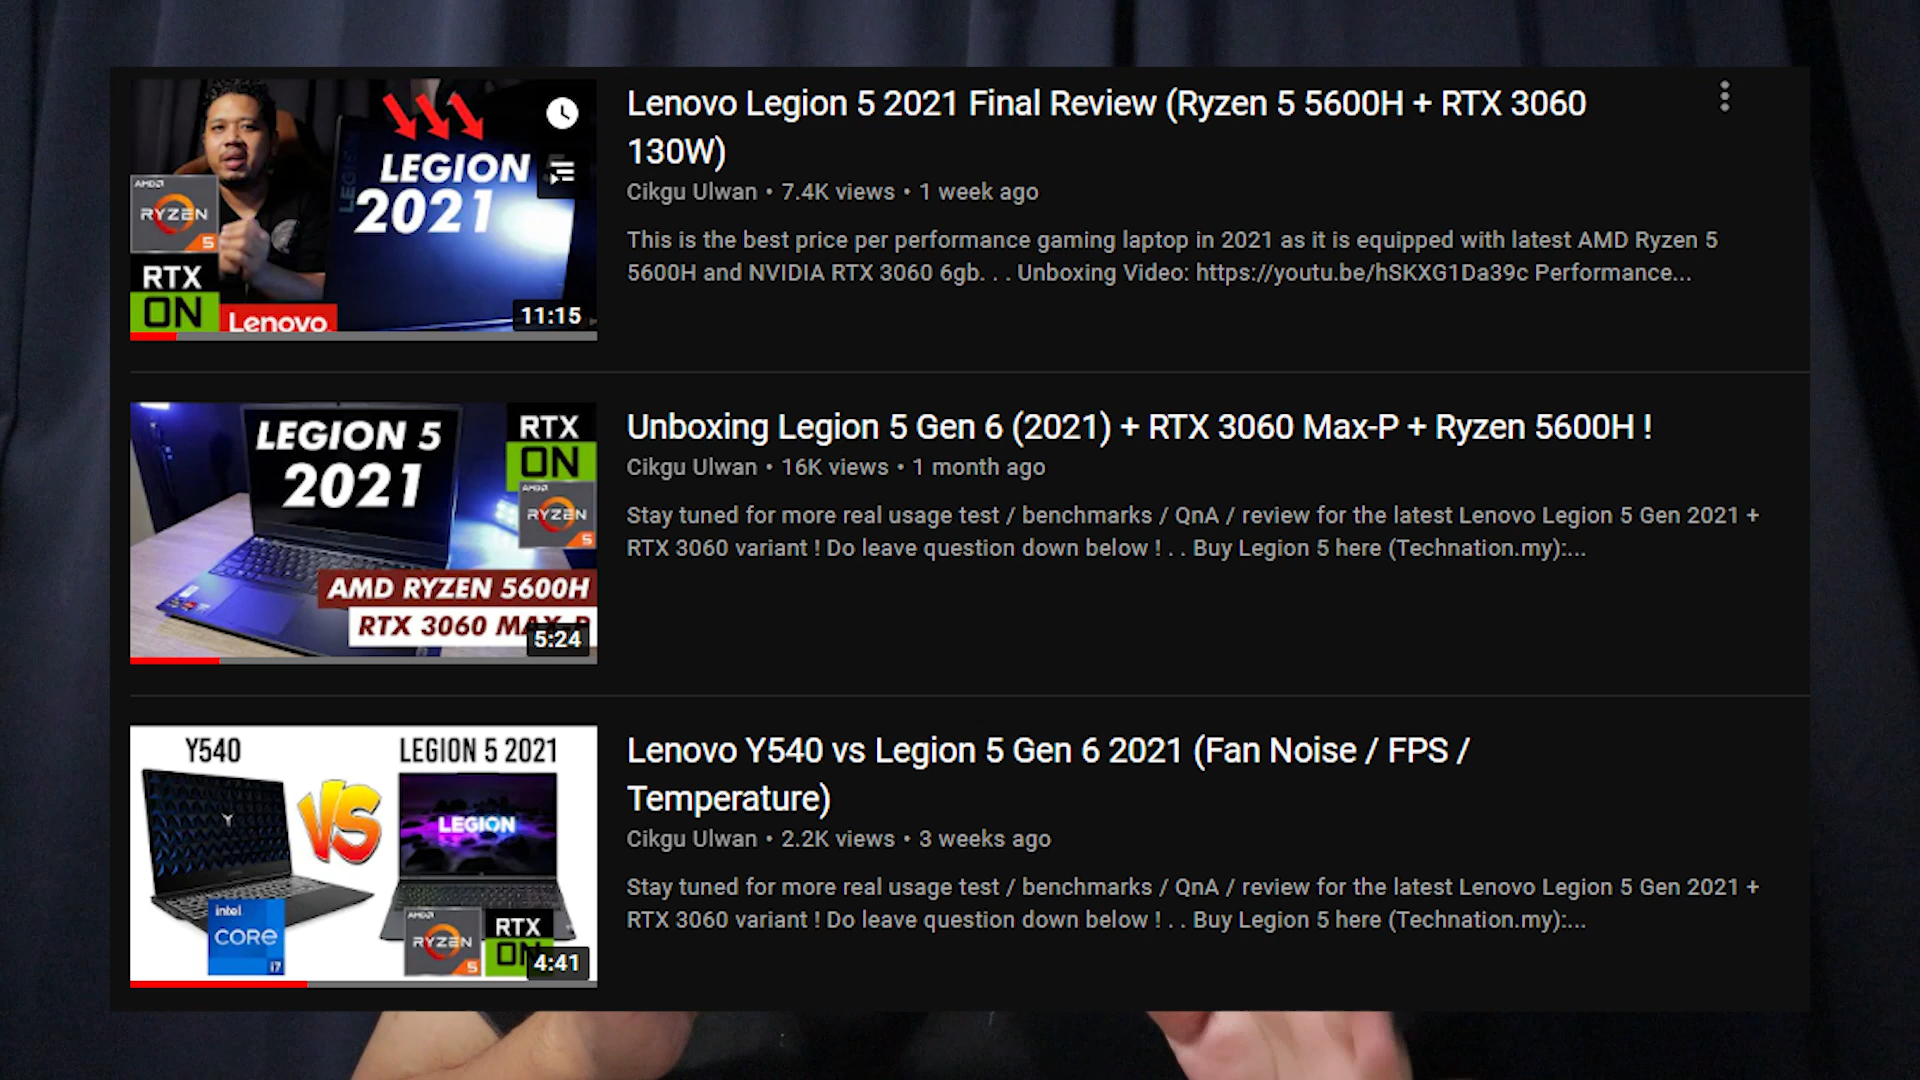 LEGION
2021
AMD
RYZEN
5
RTX
ON
Lenovo
11:15
Lenovo Legion 5 2021 Final Review (Ryzen 5 5600H + RTX 3060
130W)
Cikgu Ulwan • 7.4K views • 1 week ago
This is the best price per performance gaming laptop in 2021 as it is equipped with latest AMD Ryzen 5
5600H and NVIDIA RTX 3060 6gb. . . Unboxing Video: https://youtu.be/hSKXG1Da39c Performance...
LEGION 5
2021
RTX
ON
AMD
RYZEN
5
AMD RYZEN 5600H
RTX 3060 MAX-P
5:24
Unboxing Legion 5 Gen 6 (2021) + RTX 3060 Max-P + Ryzen 5600H !
Cikgu Ulwan • 16K views • 1 month ago
Stay tuned for more real usage test / benchmarks / QnA / review for the latest Lenovo Legion 5 Gen 2021 +
RTX 3060 variant ! Do leave question down below ! . . Buy Legion 5 here (Technation.my):...
Y540
LEGION 5 2021
VS
LEGION
intel
CORE
i7
AMD
RYZEN
5
RTX
ON
4:41
Lenovo Y540 vs Legion 5 Gen 6 2021 (Fan Noise / FPS /
Temperature)
Cikgu Ulwan • 2.2K views • 3 weeks ago
Stay tuned for more real usage test / benchmarks / QnA / review for the latest Lenovo Legion 5 Gen 2021 +
RTX 3060 variant ! Do leave question down below ! . . Buy Legion 5 here (Technation.my):...